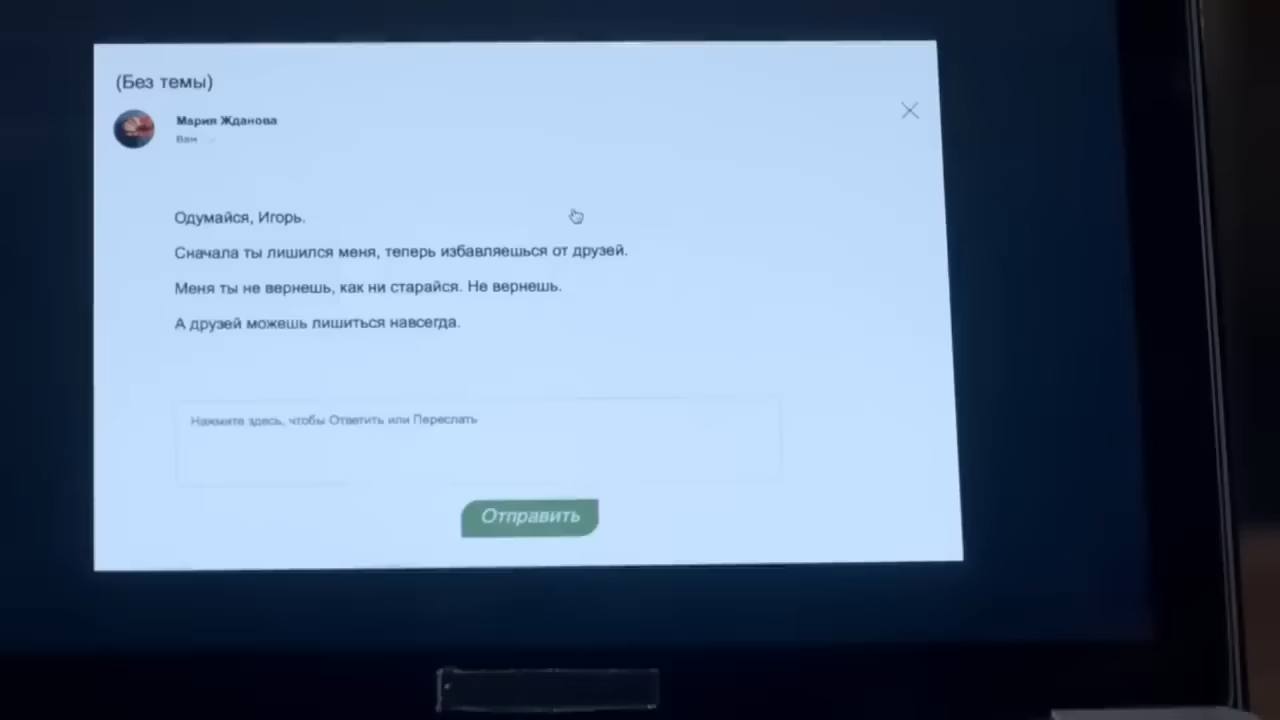 (Без темы)
Мария Жданова
Вам
Одумайся, Игорь.
Сначала ты лишился меня, теперь избавляешься от друзей.
Меня ты не вернешь, как ни старайся. Не вернешь.
А друзей можешь лишиться навсегда.
Нажмите здесь, чтобы Ответить или Переслать
Отправить